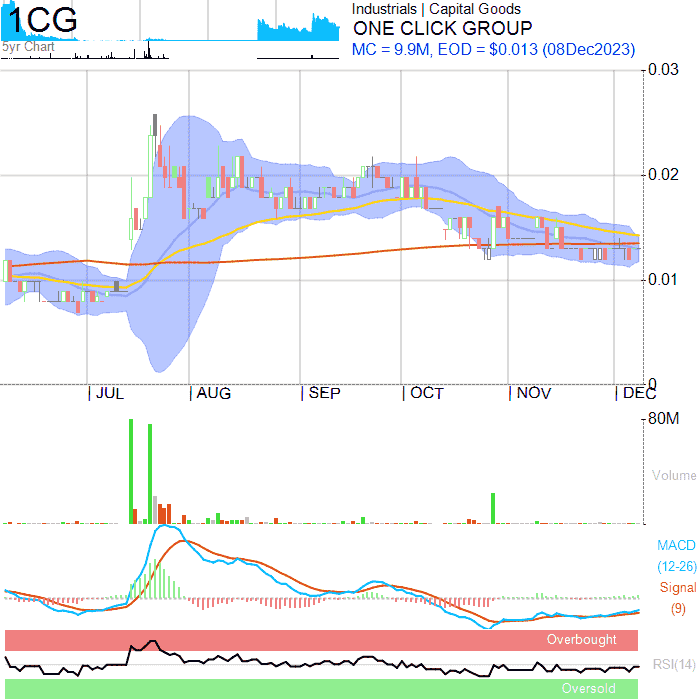 1CG
5yr Chart
Industrials | Capital Goods
ONE CLICK GROUP
MC = 9.9M, EOD = $0.013 (08Dec2023)
0.03
0.02
0.01
0
JUL AUG SEP OCT NOV DEC
80M
Volume
MACD
(12-26)
Signal
(9)
Overbought
RSI(14)
Oversold